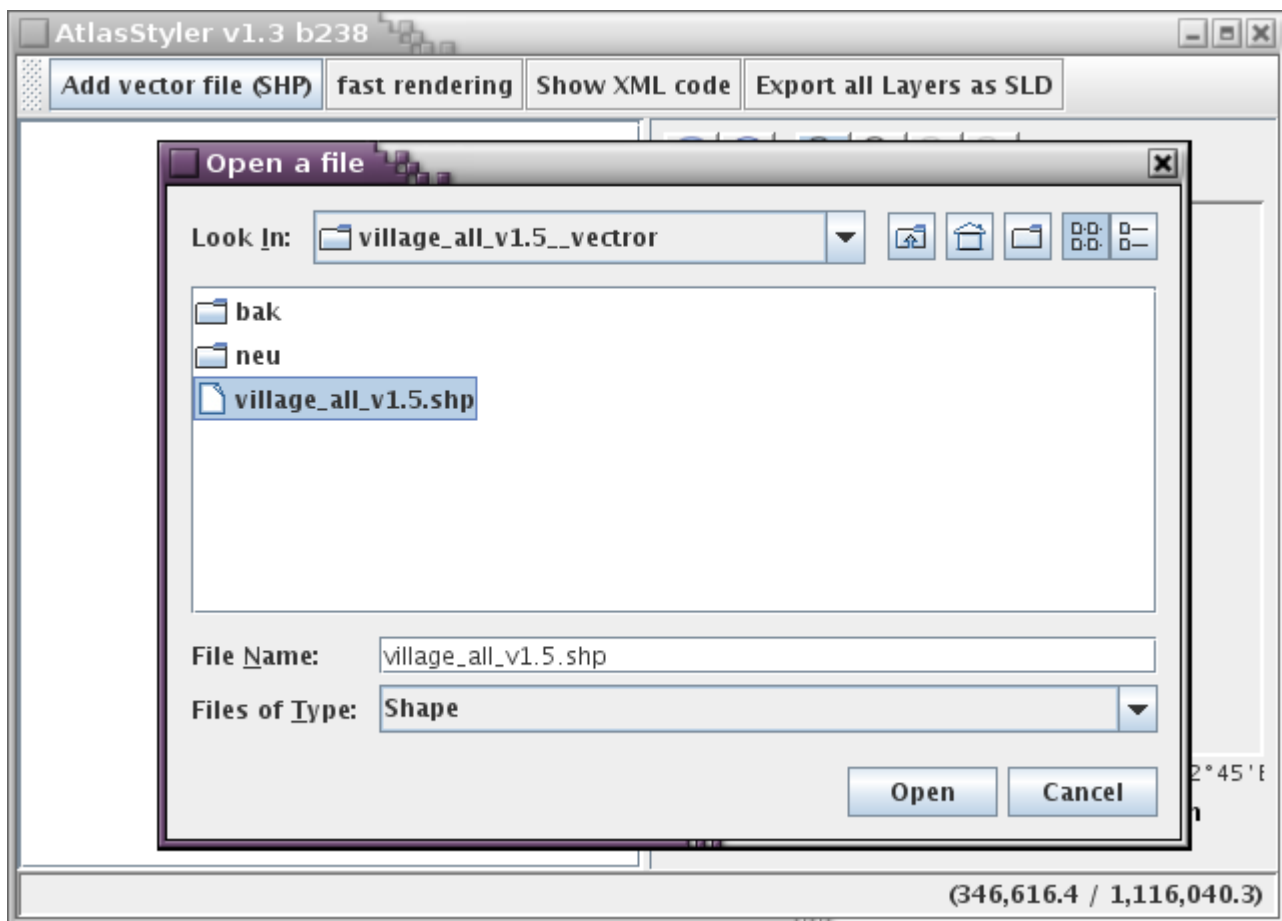 AtlasStyler v1.3 b238
Add vector file (SHP) fast rendering Show XML code Export all Layers as SLD
Open a file
Look In: village_all_v1.5__vectror
bak
neu
village_all_v1.5.shp
File Name: village_all_v1.5.shp
Files of Type: Shape
2°45'E
Open Cancel
(346,616.4 / 1,116,040.3)